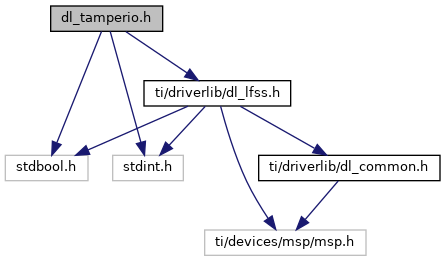 dl_tamperio.h
ti/driverlib/dl_lfss.h
stdbool.h
stdint.h
ti/driverlib/dl_common.h
ti/devices/msp/msp.h